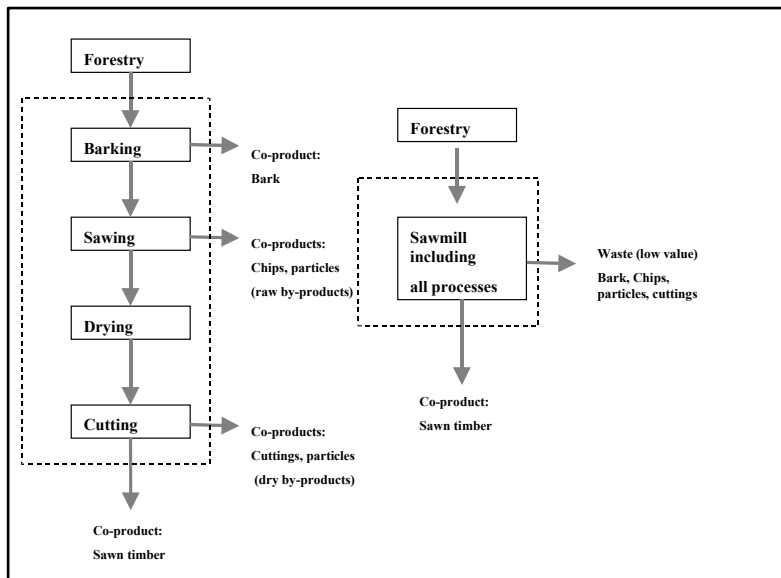 Forestry
Barking
Co-product:
Bark
Sawing
Co-products:
Chips, particles
(raw by-products)
Drying
Cutting
Co-products:
Cuttings, particles
(dry by-products)
Co-product:
Sawn timber
Forestry
Sawmill
including
all processes
Waste (low value)
Bark, Chips,
particles, cuttings
Co-product:
Sawn timber